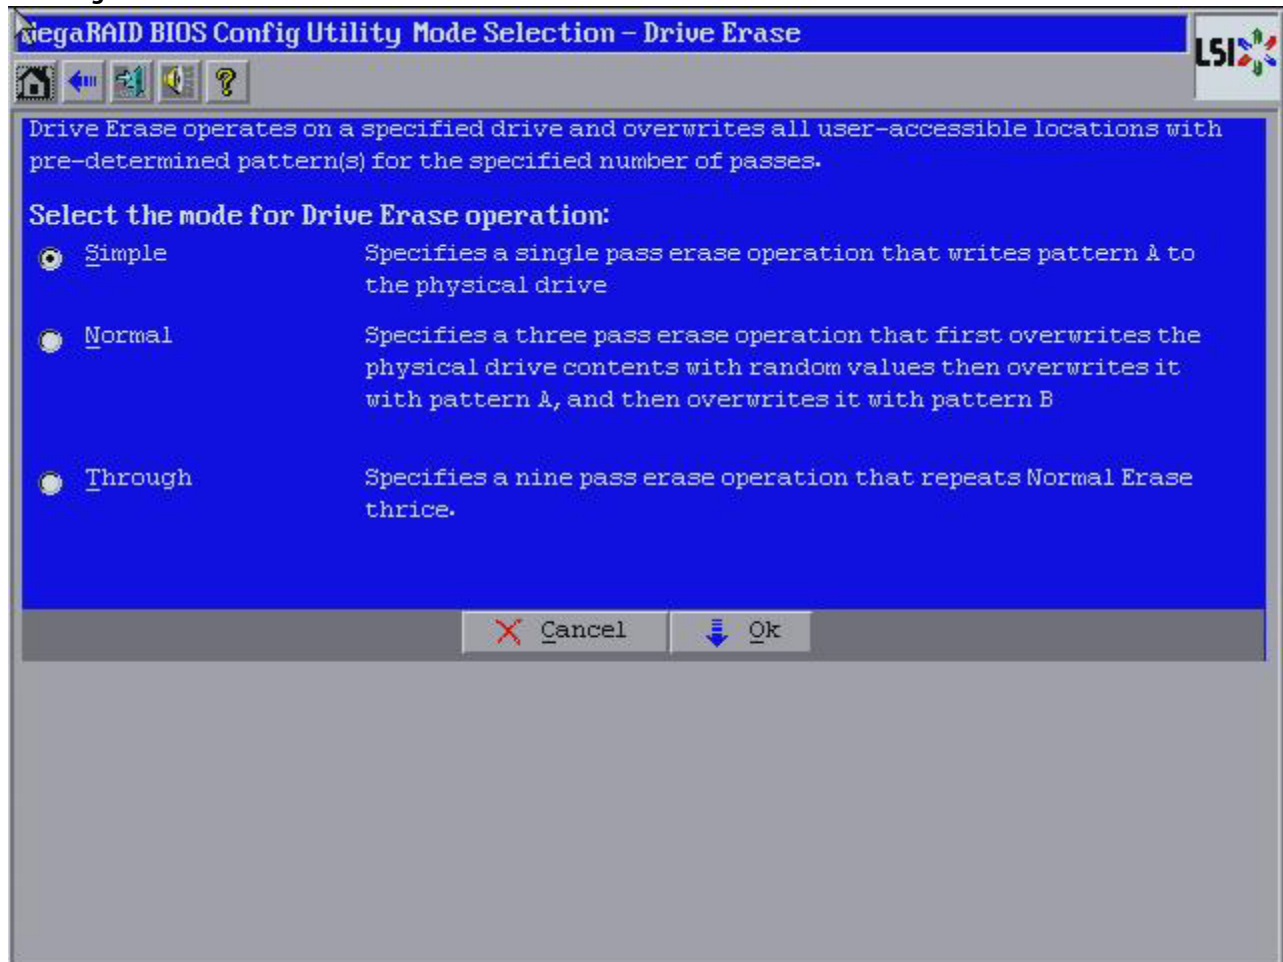 MegaRAID BIOS Config Utility Mode Selection – Drive Erase
LSI
Drive Erase operates on a specified drive and overwrites all user-accessible locations with
pre-determined pattern(s) for the specified number of passes.
Select the mode for Drive Erase operation:
Simple
Specifies a single pass erase operation that writes pattern A to
the physical drive
Normal
Specifies a three pass erase operation that first overwrites the
physical drive contents with random values then overwrites it
with pattern A, and then overwrites it with pattern B
Through
Specifies a nine pass erase operation that repeats Normal Erase
thrice.
Cancel
Ok